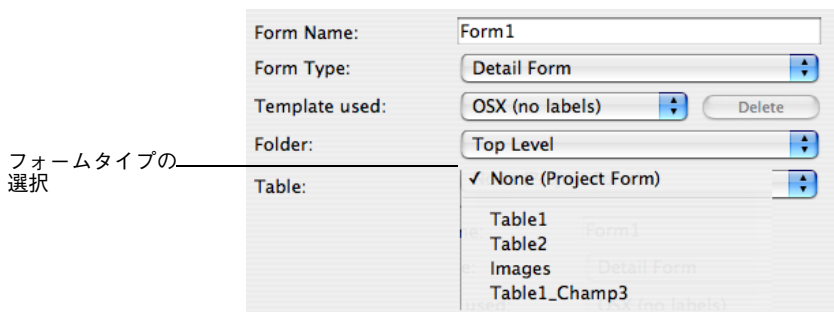 Form Name: Form1
Form Type: Detail Form
Template used: OSX (no labels) Delete
Folder: Top Level
フォームタイプの
選択
Table: ✓ None (Project Form)
Table1
Table2
Images
Table1_Champ3